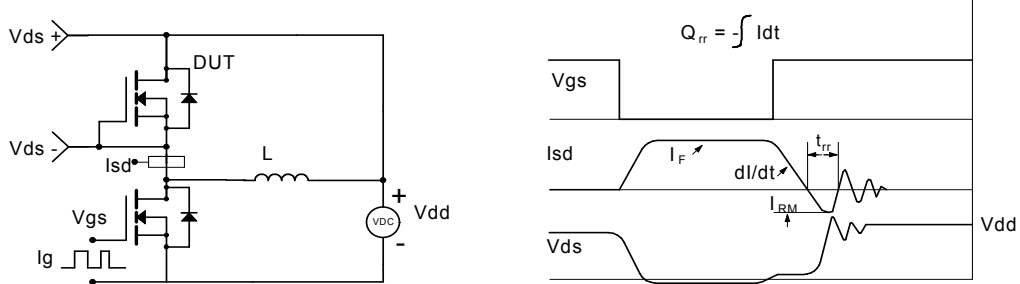 Vds +
DUT
Vds -
Isd
L
Vgs
Ig
+
VDC
-
Vdd
Q rr = - ∫ Idt
Vgs
Isd
I F
dI/dt
t rr
I RM
Vds
Vdd